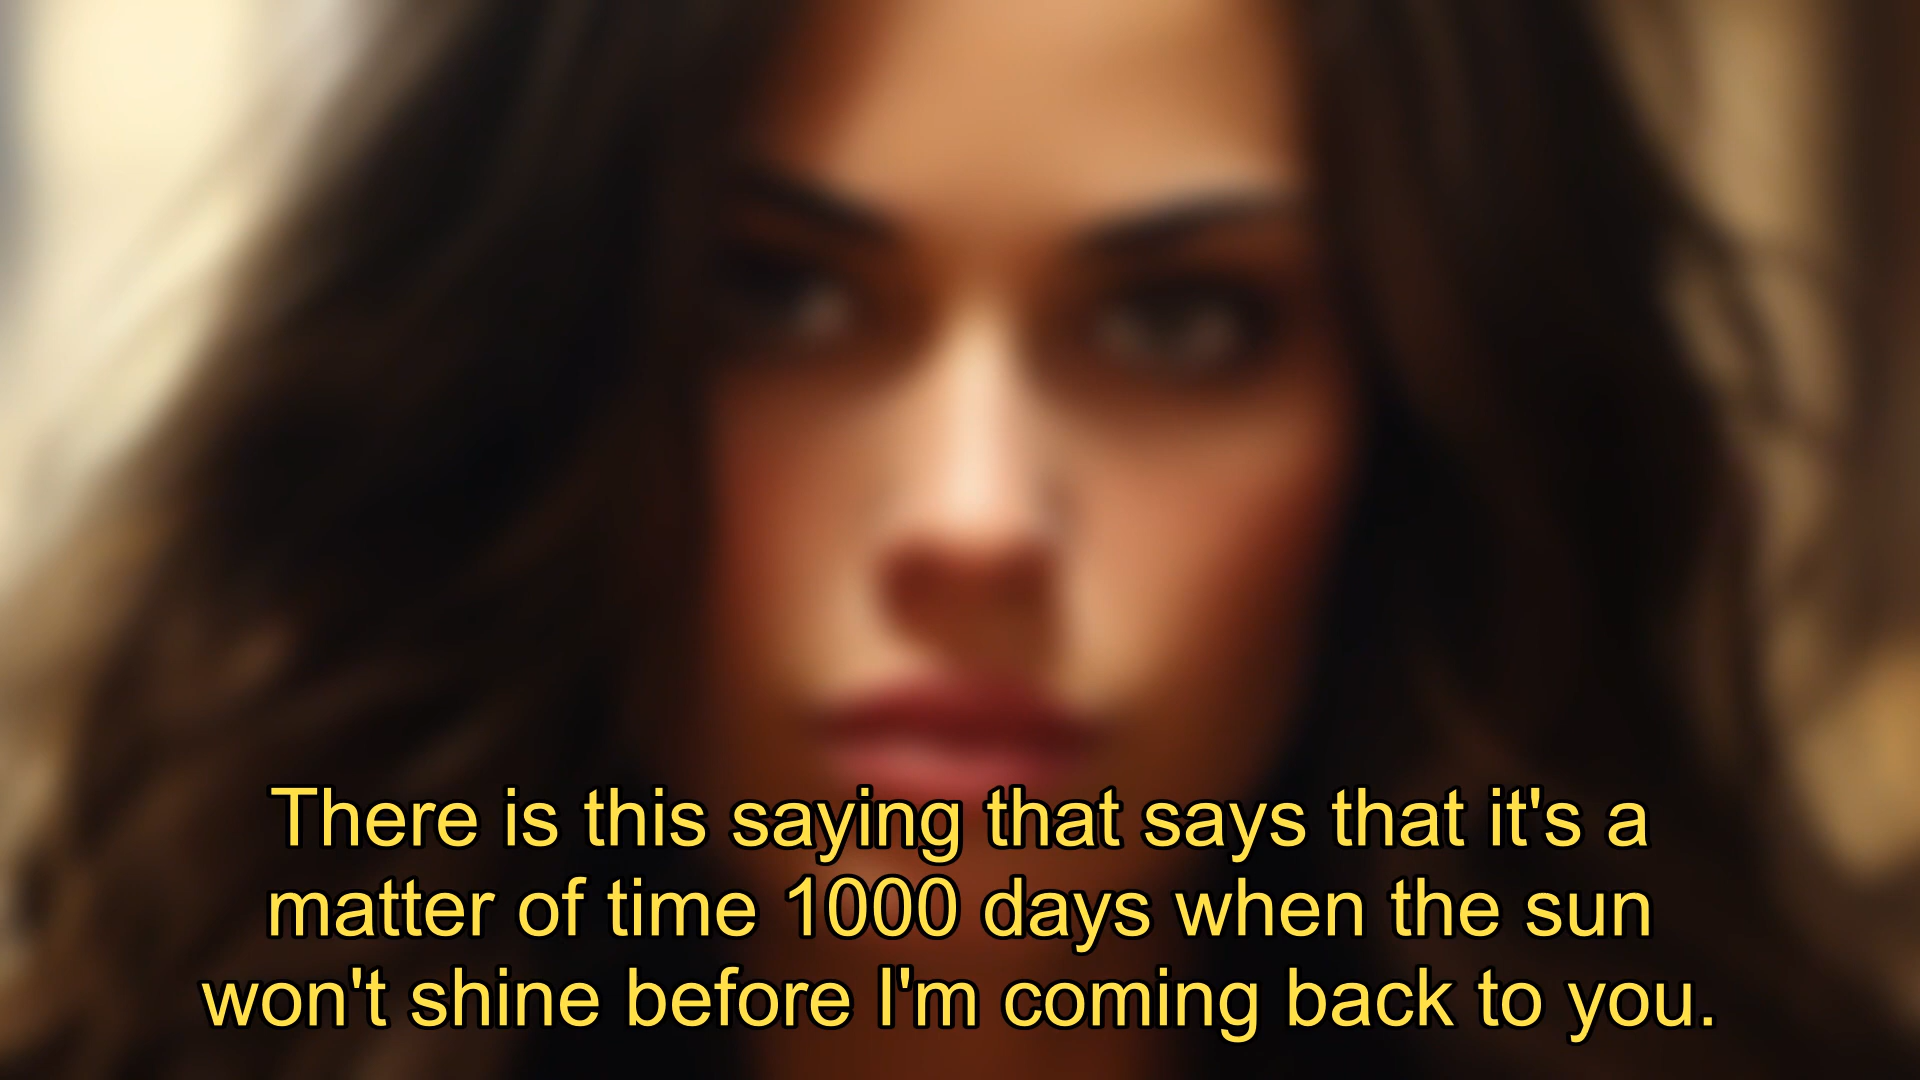 There is this saying that says that it's a
matter of time 1000 days when the sun
won't shine before I'm coming back to you.